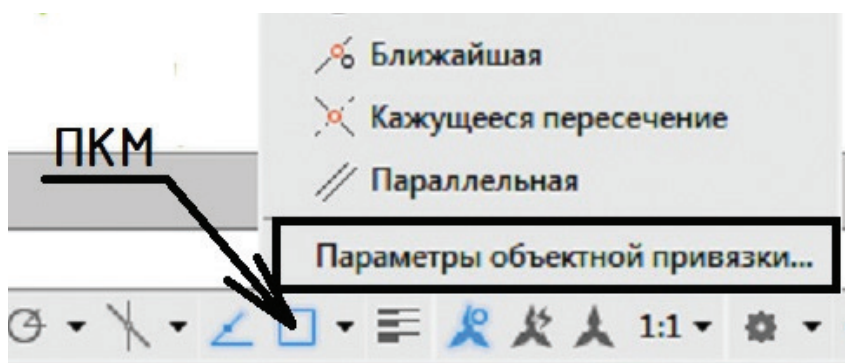 Ближайшая
Кажущееся пересечение
ПКМ
Параллельная
Параметры объектной привязки...
1:1